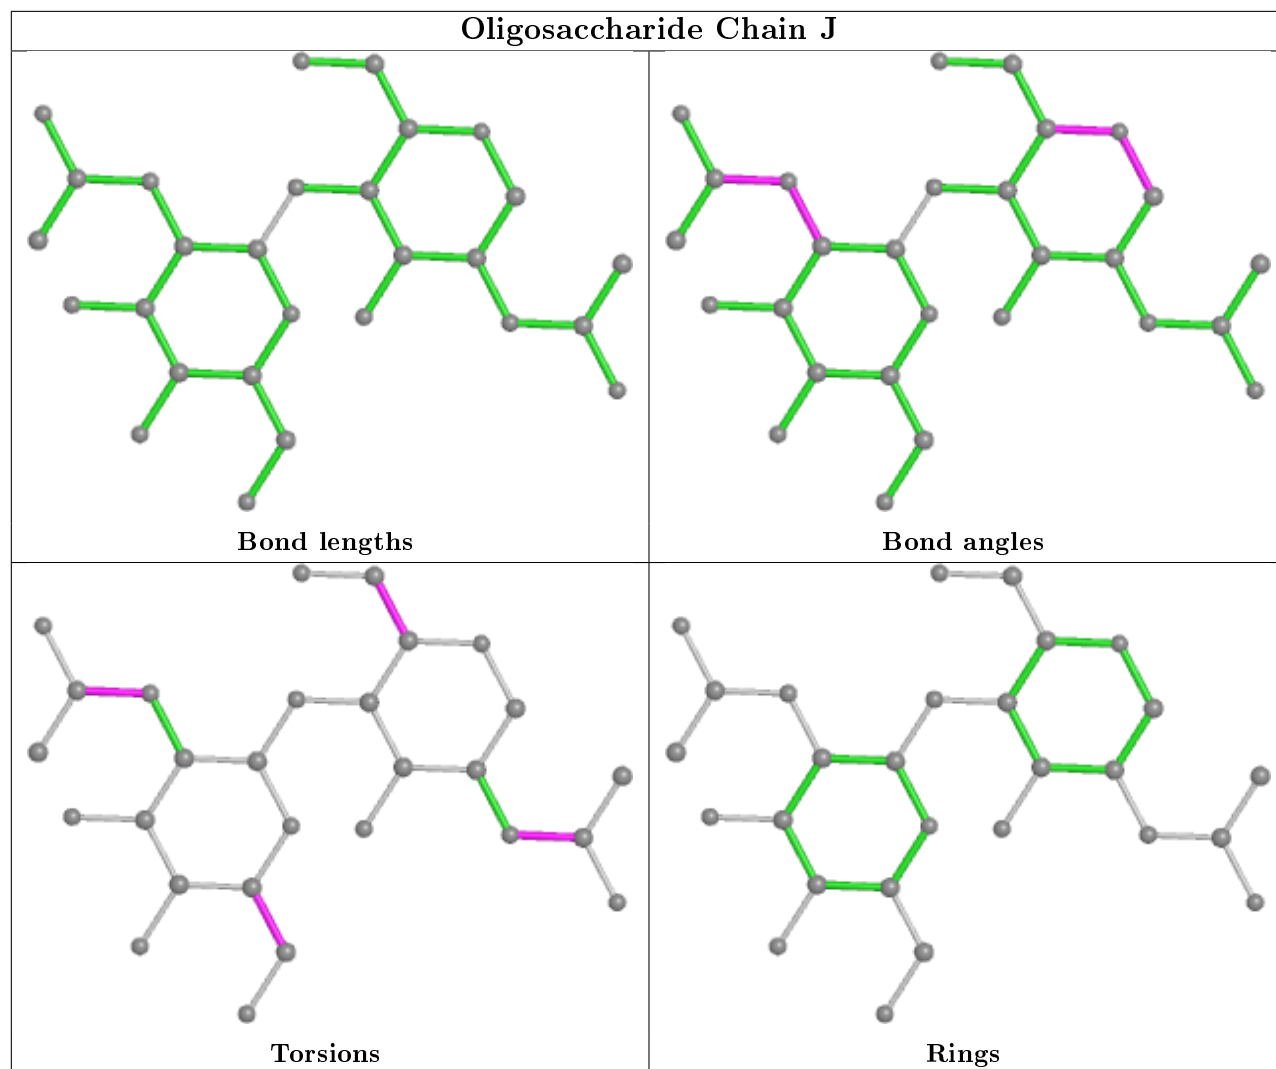 Oligosaccharide Chain J
Bond lengths
Bond angles
Torsions
Rings